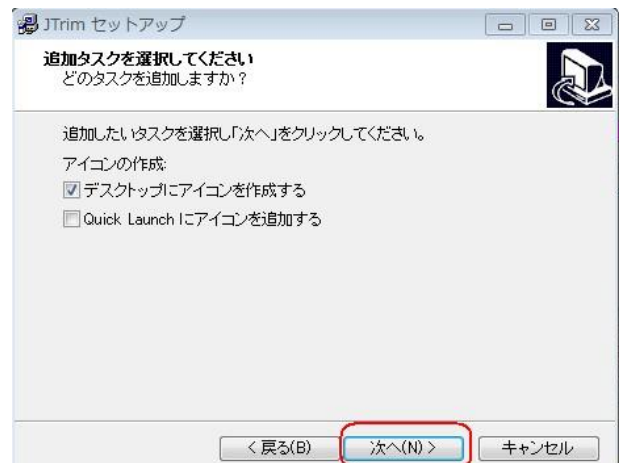 JTrim セットアップ
追加タスクを選択してください
どのタスクを追加しますか？
追加したいタスクを選択し「次へ」をクリックしてください。
アイコンの作成:
デスクトップにアイコンを作成する
Quick Launch にアイコンを追加する
< 戻る(B)
次へ(N) >
キャンセル